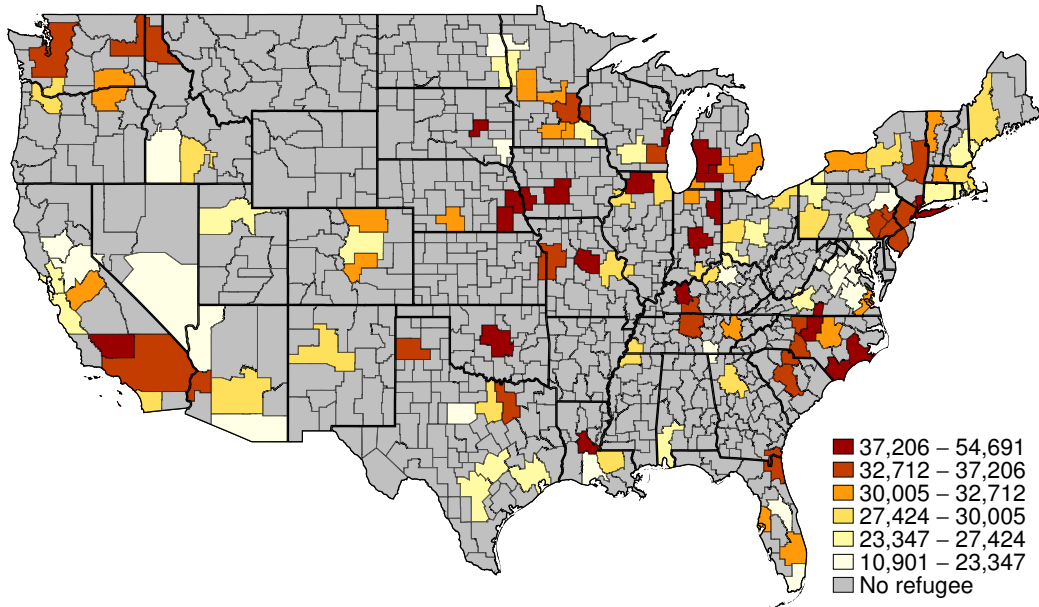 37,206 − 54,691
32,712 − 37,206
30,005 − 32,712
27,424 − 30,005
23,347 − 27,424
10,901 − 23,347
No refugee